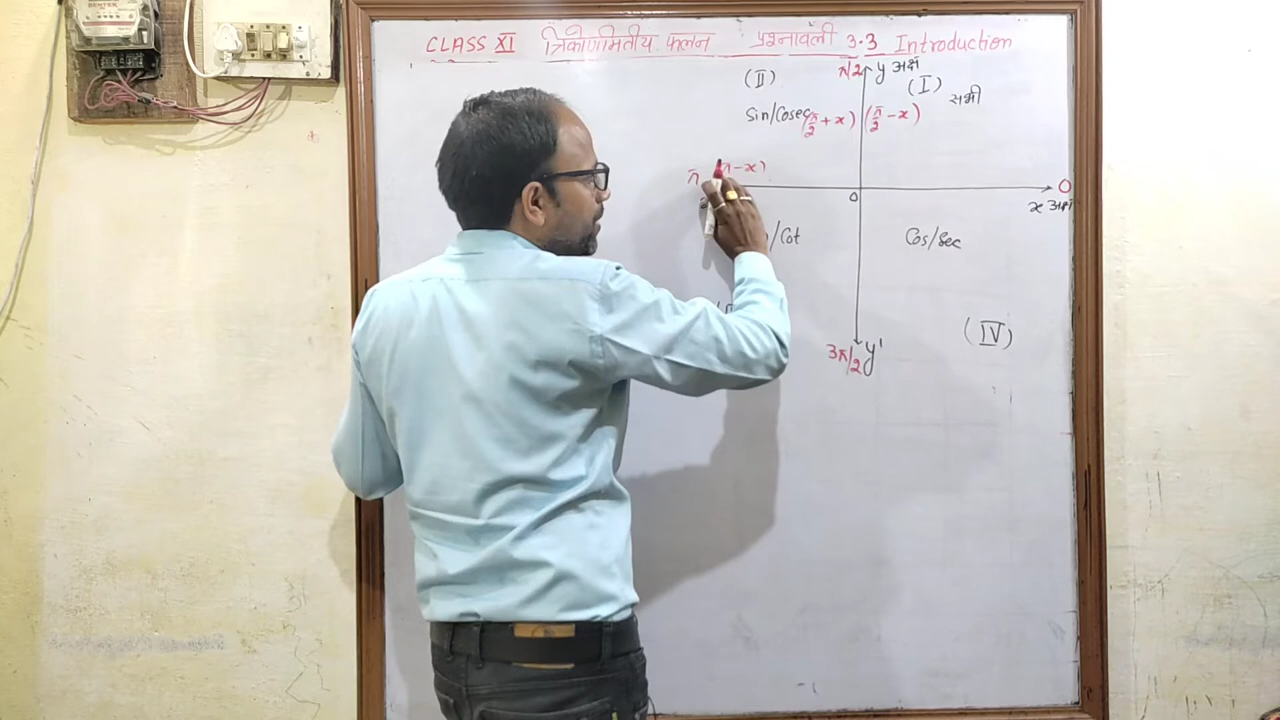 CLASS XI त्रिकोणमितीय फलन प्रश्नावली 3.3 Introduction
π/2 y अक्ष
(II) (I) सभी
sin/Cosec (π/2 + x) (π/2 - x)
π (π-x) 0
0 x अक्ष
/Cot Cos/Sec
(IV)
3π/2 y'